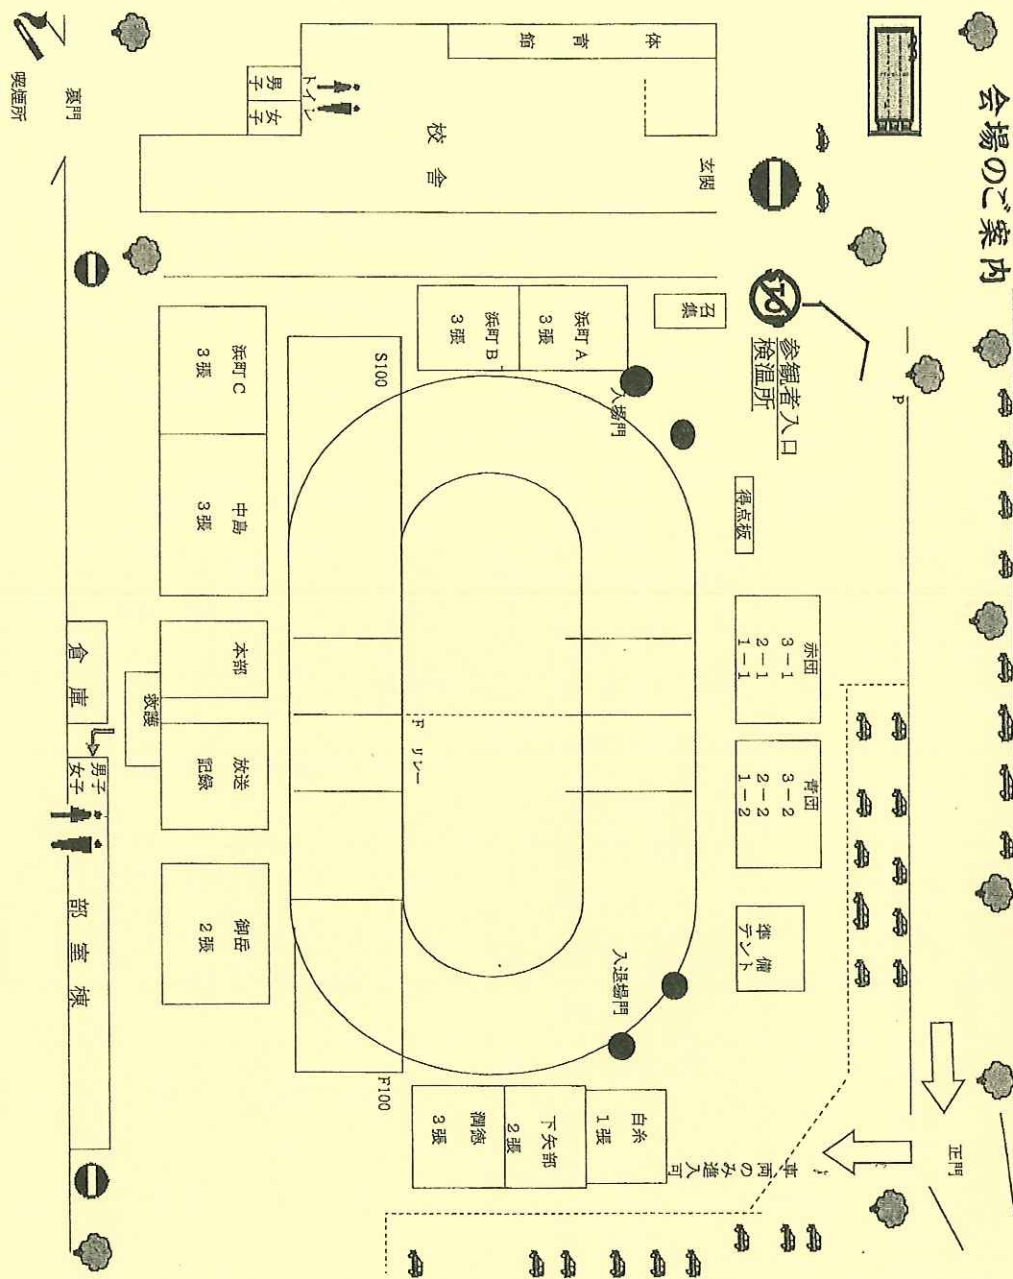 会場のご案内
体育館
男子
女子
トイレ
校舎
玄関
裏門
喫煙所
召集
浜町A
3張
浜町B
3張
浜町C
3張
中島
3張
参観者入口
検温所
P
入場門
S100
得点板
赤団
3-1
2-1
1-1
青団
3-2
2-2
1-2
準備
テント
本部
救護
放送
記録
御岳
2張
F リレー
入退場門
F100
白糸
1張
下矢部
2張
潤徳
3張
車両のみ進入可
正門
倉庫
男子
女子
部室棟